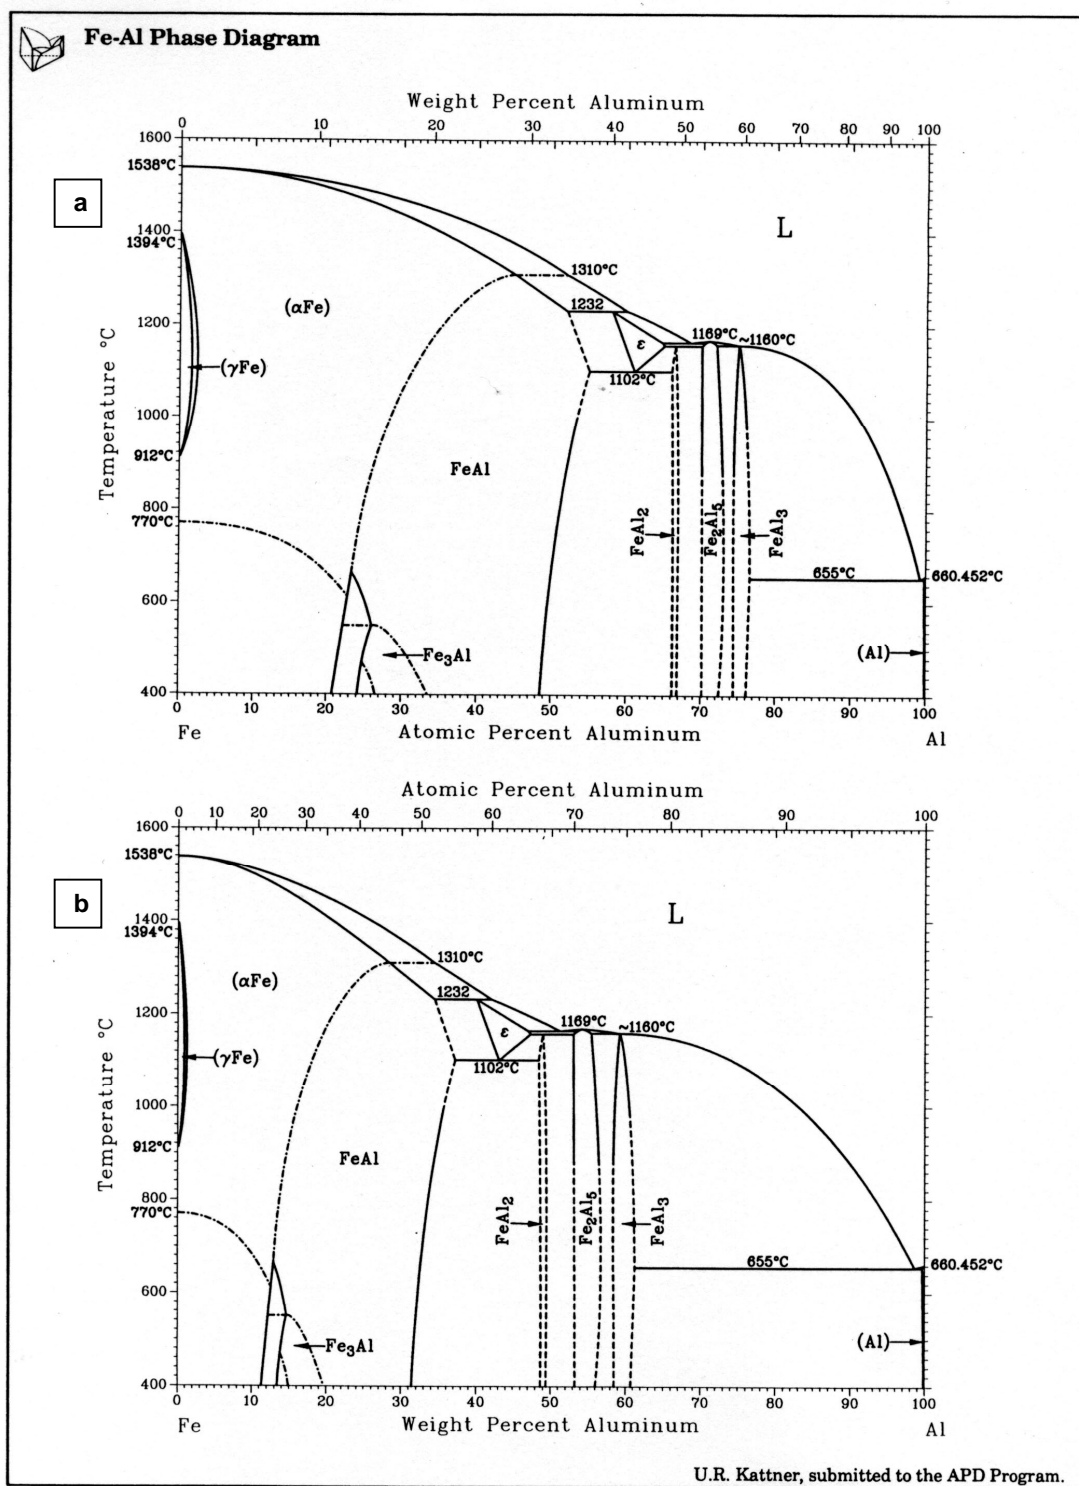 Fe-Al Phase Diagram
a
Weight Percent Aluminum
0 10 20 30 40 50 60 70 80 90 100
1600
1538°C
1400
1394°C
L
1310°C
(αFe)
1232
1200
1169°C
~1160°C
ε
(γFe)
1102°C
1000
Temperature °C
912°C
FeAl
800
770°C
FeAl2
Fe2Al5
FeAl3
655°C
660.452°C
600
Fe3Al
(Al)
400
0 10 20 30 40 50 60 70 80 90 100
Fe
Atomic Percent Aluminum
Al
b
Atomic Percent Aluminum
0 10 20 30 40 50 60 70 80 90 100
1600
1538°C
1400
1394°C
L
1310°C
(αFe)
1232
1200
1169°C
~1160°C
ε
(γFe)
1102°C
1000
Temperature °C
912°C
FeAl
800
770°C
FeAl2
Fe2Al5
FeAl3
655°C
660.452°C
600
Fe3Al
(Al)
400
0 10 20 30 40 50 60 70 80 90 100
Fe
Weight Percent Aluminum
Al
U.R. Kattner, submitted to the APD Program.